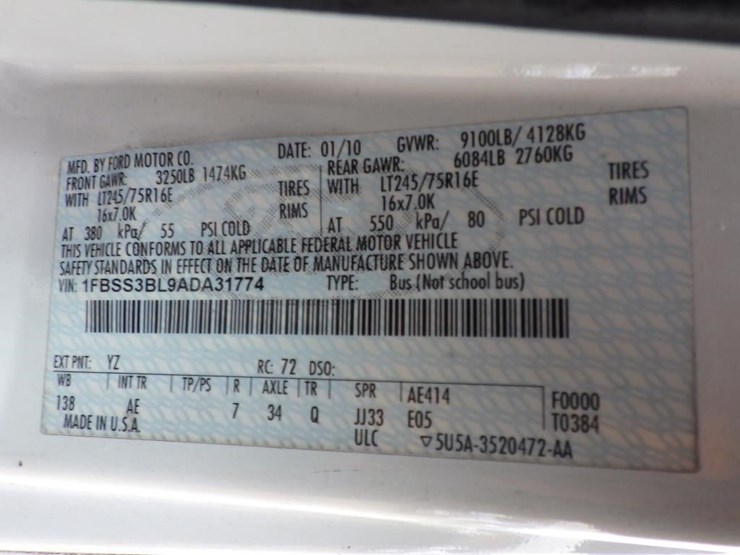 MFD. BY FORD MOTOR CO. DATE: 01/10 GVWR: 9100LB/ 4128KG
FRONT GAWR: 3250LB 1474KG REAR GAWR: 6084LB 2760KG
WITH LT245/75R16E TIRES WITH LT245/75R16E TIRES
16x7.0K RIMS 16x7.0K RIMS
AT 380 kPa/ 55 PSI COLD AT 550 kPa/ 80 PSI COLD
THIS VEHICLE CONFORMS TO ALL APPLICABLE FEDERAL MOTOR VEHICLE
SAFETY STANDARDS IN EFFECT ON THE DATE OF MANUFACTURE SHOWN ABOVE.
VIN: 1FBSS3BL9ADA31774 TYPE: Bus (Not school bus)
EXT PNT: YZ RC: 72 DSO:
WB INT TR TP/PS R AXLE TR SPR AE414 F0000
138 AE 7 34 Q JJ33 E05 T0384
MADE IN U.S.A. ULC ▽5U5A-3520472-AA